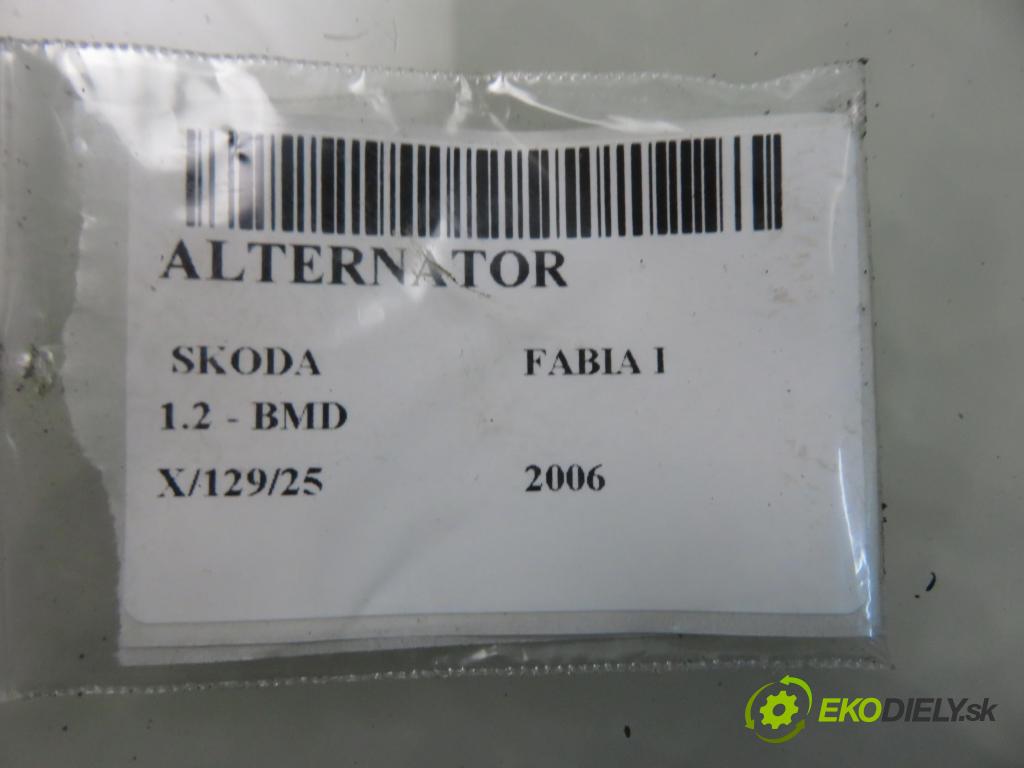 ALTERNATOR
SKODA FABIA I
1.2 - BMD
X/129/25 2006
EKODIELY.sk